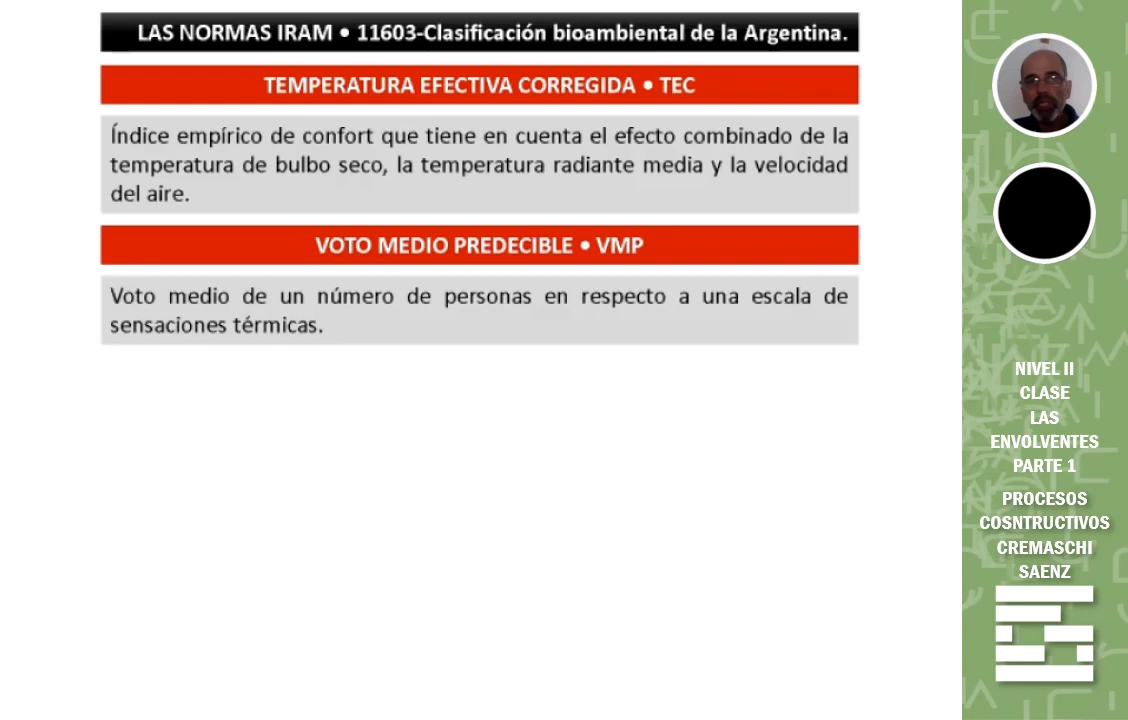 LAS NORMAS IRAM • 11603-Clasificación bioambiental de la Argentina.
TEMPERATURA EFECTIVA CORREGIDA • TEC
Índice empírico de confort que tiene en cuenta el efecto combinado de la
temperatura de bulbo seco, la temperatura radiante media y la velocidad
del aire.
VOTO MEDIO PREDECIBLE • VMP
Voto medio de un número de personas en respecto a una escala de
sensaciones térmicas.
NIVEL II
CLASE
LAS
ENVOLVENTES
PARTE 1
PROCESOS
COSNTRUCTIVOS
CREMASCHI
SAENZ